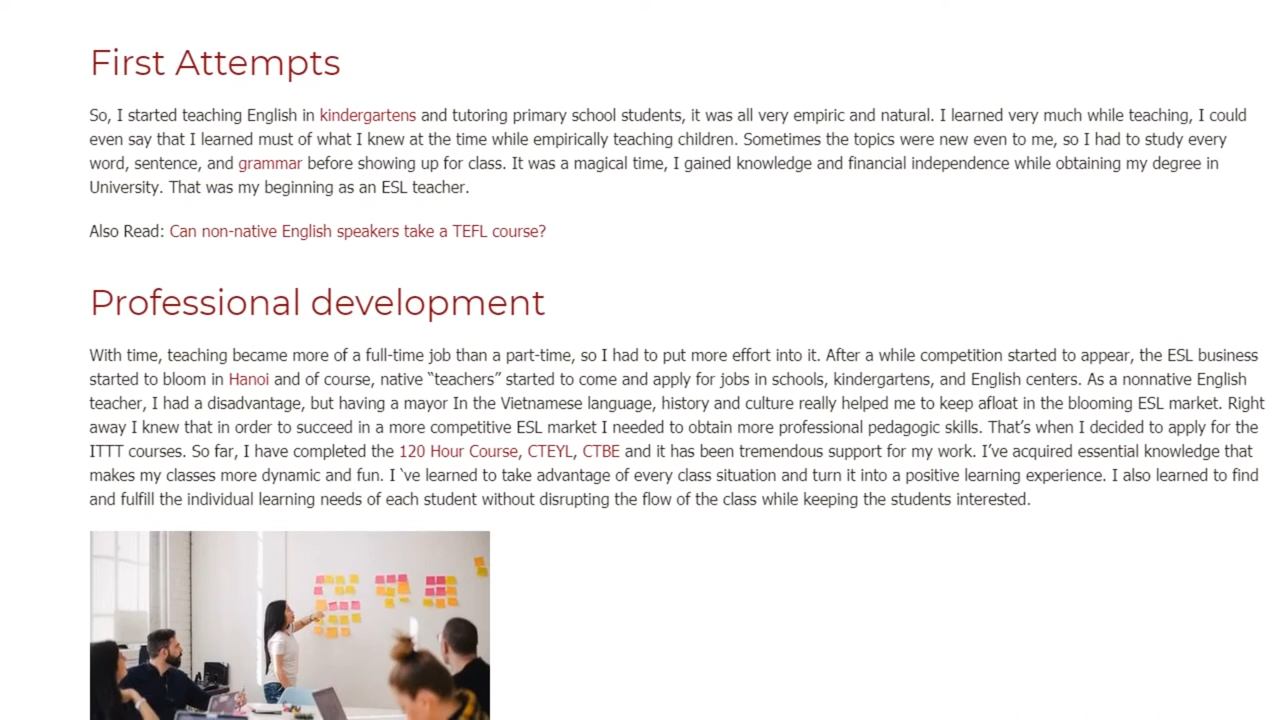 First Attempts
So, I started teaching English in kindergartens and tutoring primary school students, it was all very empiric and natural. I learned very much while teaching, I could
even say that I learned must of what I knew at the time while empirically teaching children. Sometimes the topics were new even to me, so I had to study every
word, sentence, and grammar before showing up for class. It was a magical time, I gained knowledge and financial independence while obtaining my degree in
University. That was my beginning as an ESL teacher.
Also Read: Can non-native English speakers take a TEFL course?
Professional development
With time, teaching became more of a full-time job than a part-time, so I had to put more effort into it. After a while competition started to appear, the ESL business
started to bloom in Hanoi and of course, native “teachers” started to come and apply for jobs in schools, kindergartens, and English centers. As a nonnative English
teacher, I had a disadvantage, but having a mayor In the Vietnamese language, history and culture really helped me to keep afloat in the blooming ESL market. Right
away I knew that in order to succeed in a more competitive ESL market I needed to obtain more professional pedagogic skills. That’s when I decided to apply for the
ITTT courses. So far, I have completed the 120 Hour Course, CTEYL, CTBE and it has been tremendous support for my work. I’ve acquired essential knowledge that
makes my classes more dynamic and fun. I ‘ve learned to take advantage of every class situation and turn it into a positive learning experience. I also learned to find
and fulfill the individual learning needs of each student without disrupting the flow of the class while keeping the students interested.